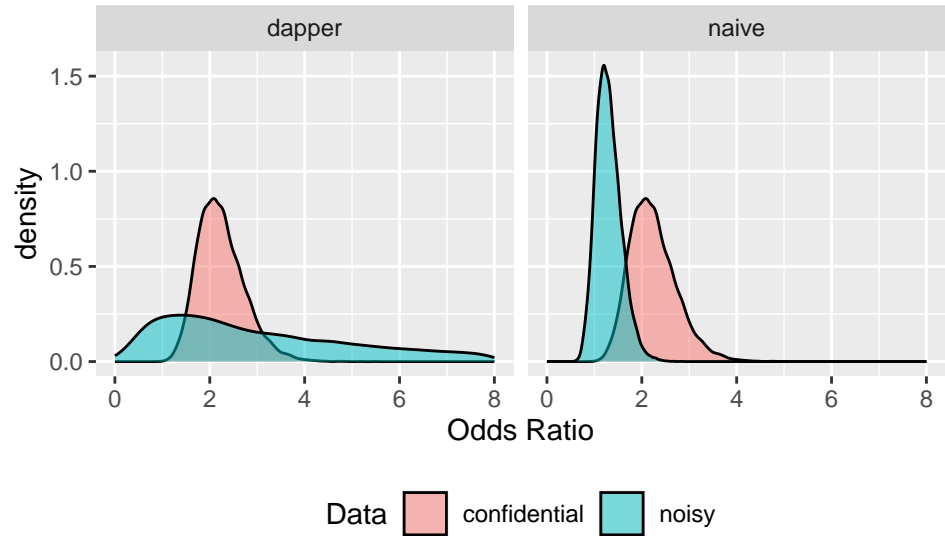 dapper naive
1.5
1.0
0.5
0.0
density
0 2 4 6 8 0 2 4 6 8
Odds Ratio
Data confidential noisy